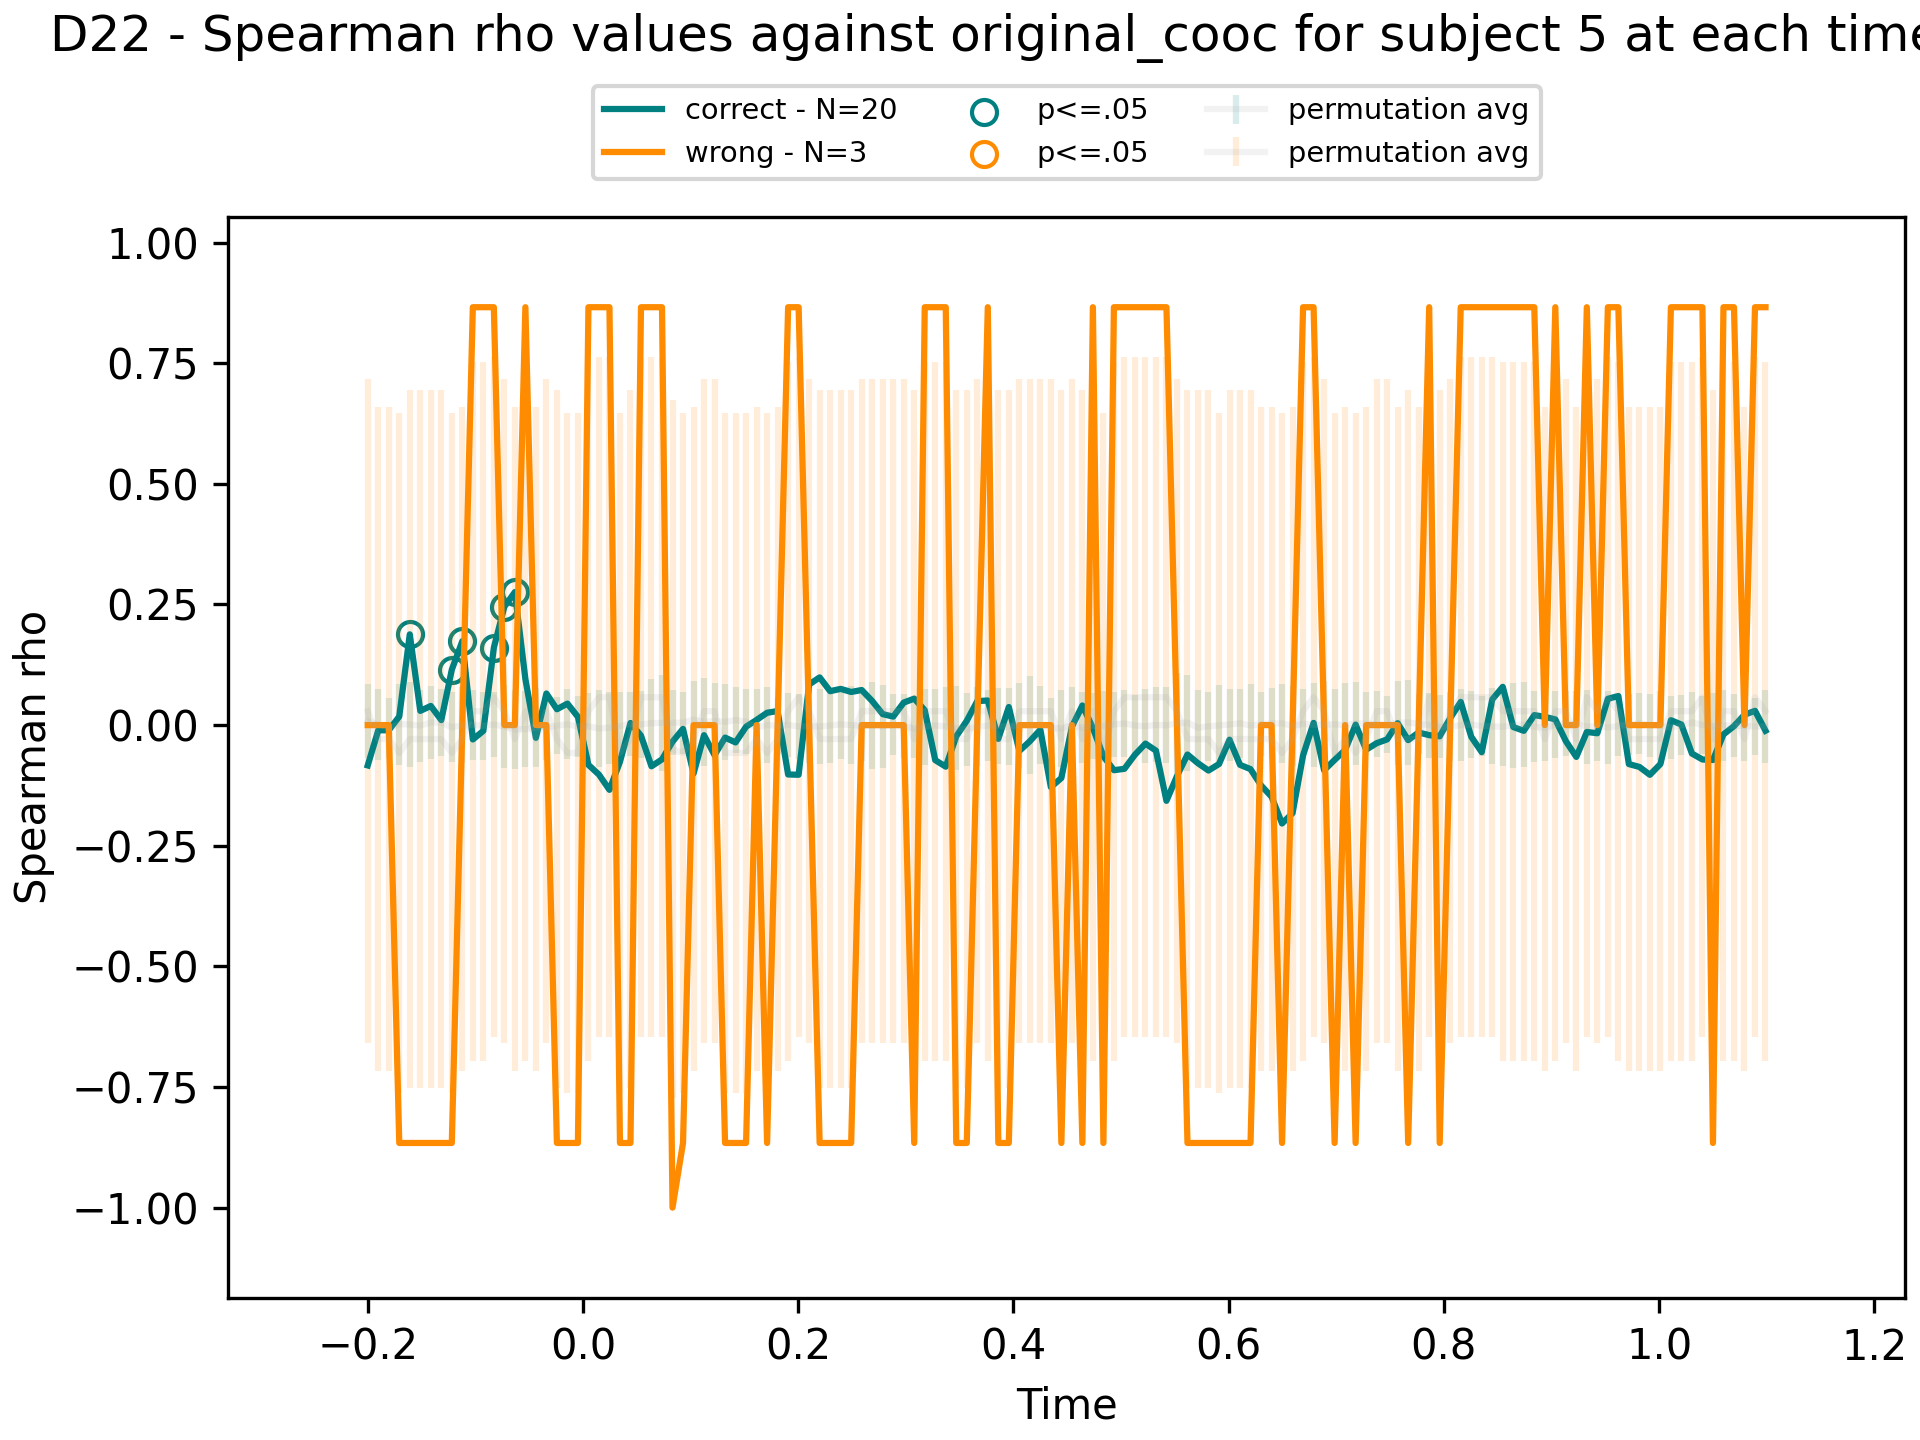 D22 - Spearman rho values against original_cooc for subject 5 at each time
correct - N=20 p<=.05 permutation avg
wrong - N=3 p<=.05 permutation avg
1.00
0.75
0.50
0.25
0.00
−0.25
−0.50
−0.75
−1.00
Spearman rho
−0.2 0.0 0.2 0.4 0.6 0.8 1.0 1.2
Time